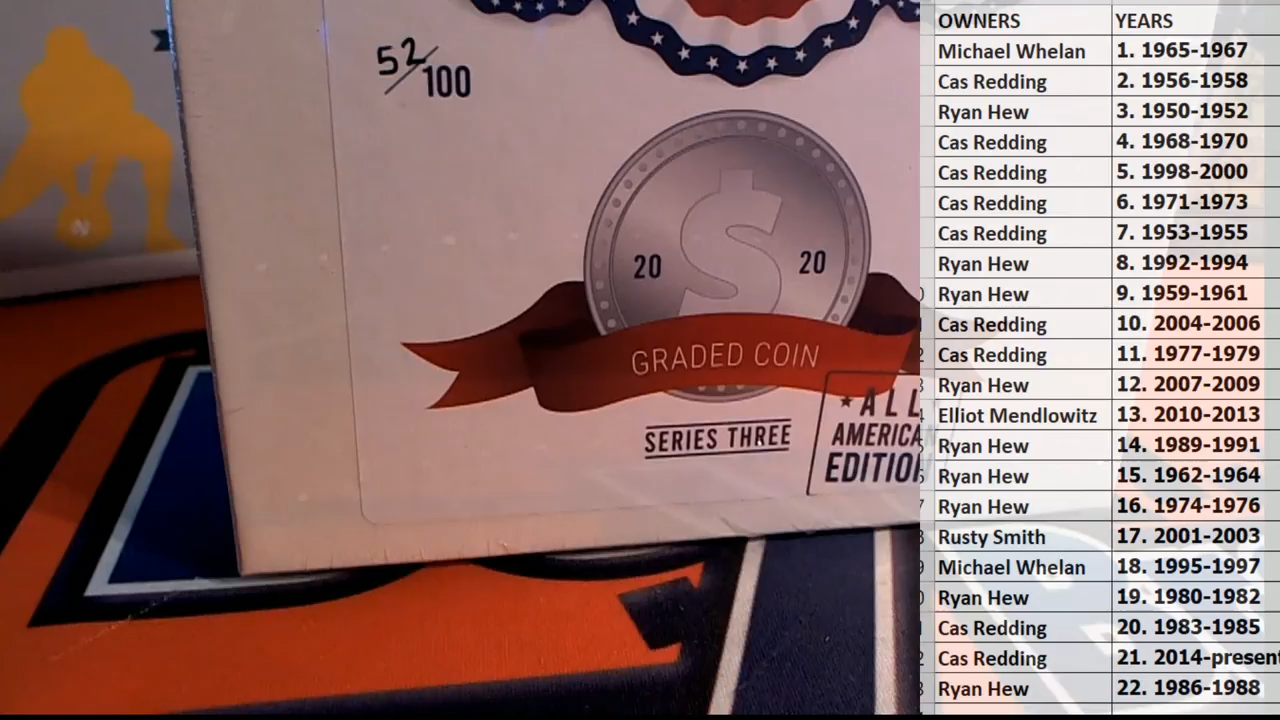 52/100
20 20
GRADED COIN
SERIES THREE
★ALL
AMERICA
EDITION
OWNERS YEARS
Michael Whelan 1. 1965-1967
Cas Redding 2. 1956-1958
Ryan Hew 3. 1950-1952
Cas Redding 4. 1968-1970
Cas Redding 5. 1998-2000
Cas Redding 6. 1971-1973
Cas Redding 7. 1953-1955
Ryan Hew 8. 1992-1994
Ryan Hew 9. 1959-1961
Cas Redding 10. 2004-2006
Cas Redding 11. 1977-1979
Ryan Hew 12. 2007-2009
Elliot Mendlowitz 13. 2010-2013
Ryan Hew 14. 1989-1991
Ryan Hew 15. 1962-1964
Ryan Hew 16. 1974-1976
Rusty Smith 17. 2001-2003
Michael Whelan 18. 1995-1997
Ryan Hew 19. 1980-1982
Cas Redding 20. 1983-1985
Cas Redding 21. 2014-present
Ryan Hew 22. 1986-1988